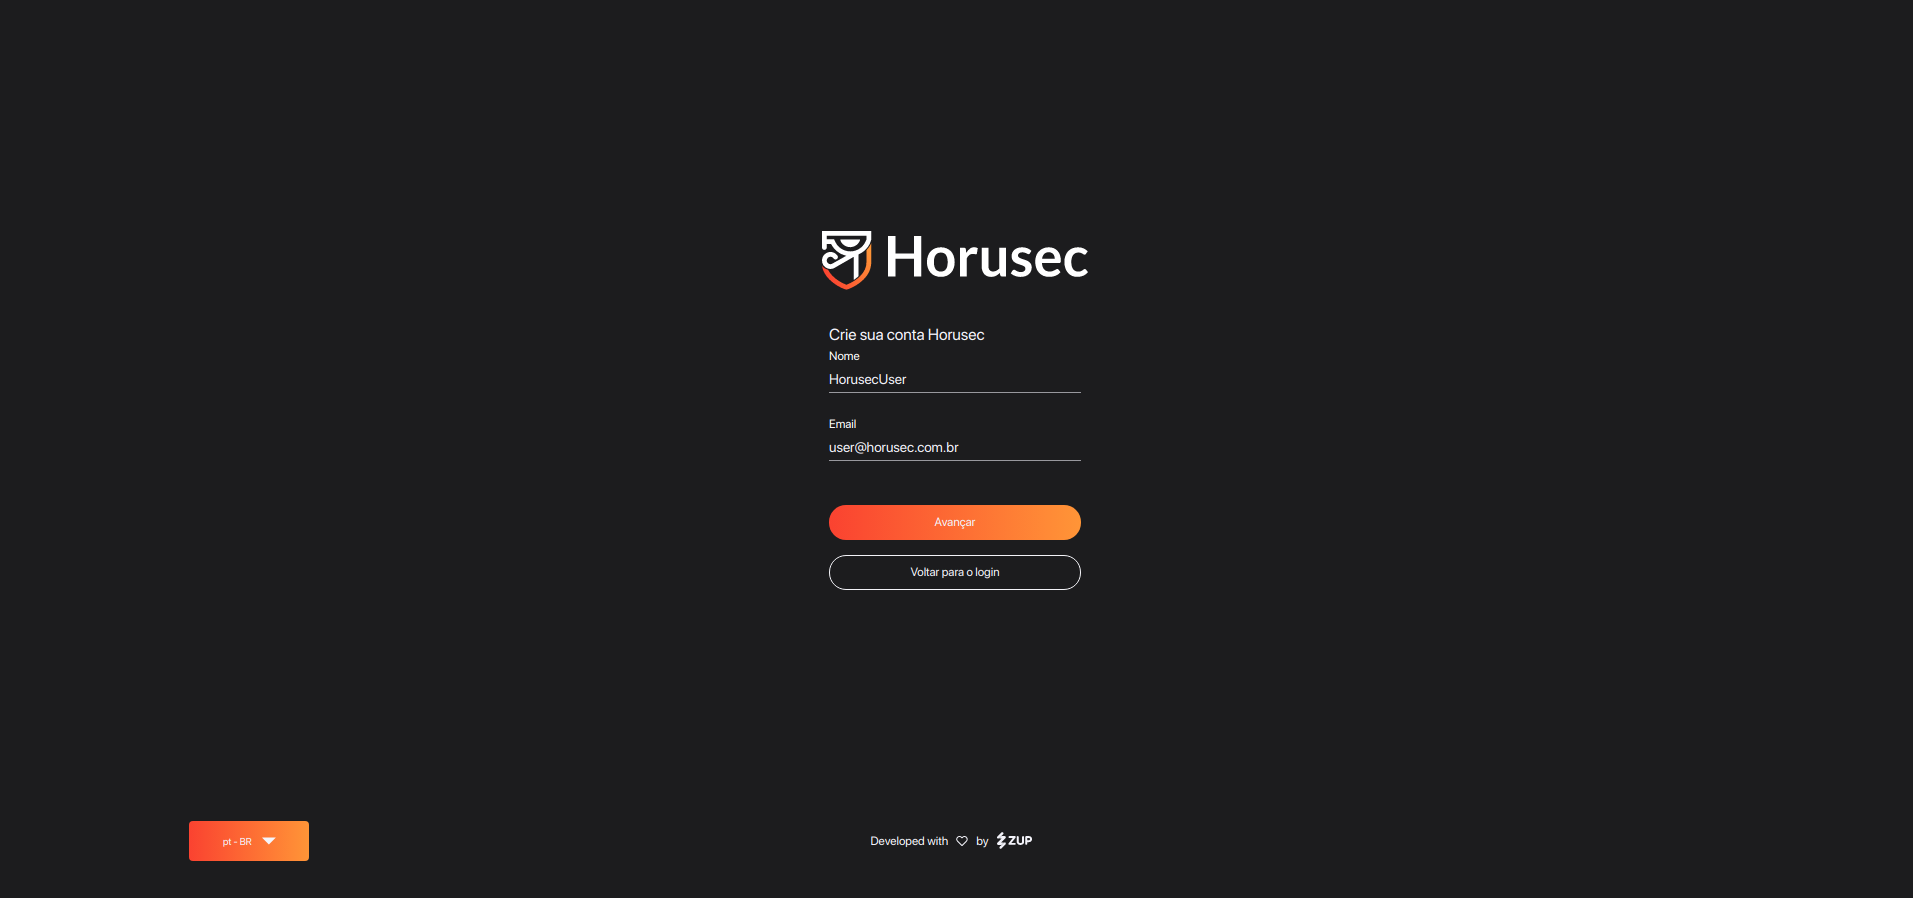 Horusec
Crie sua conta Horusec
Nome
HorusecUser
Email
user@horusec.com.br
Avançar
Voltar para o login
pt - BR
Developed with by ZUP